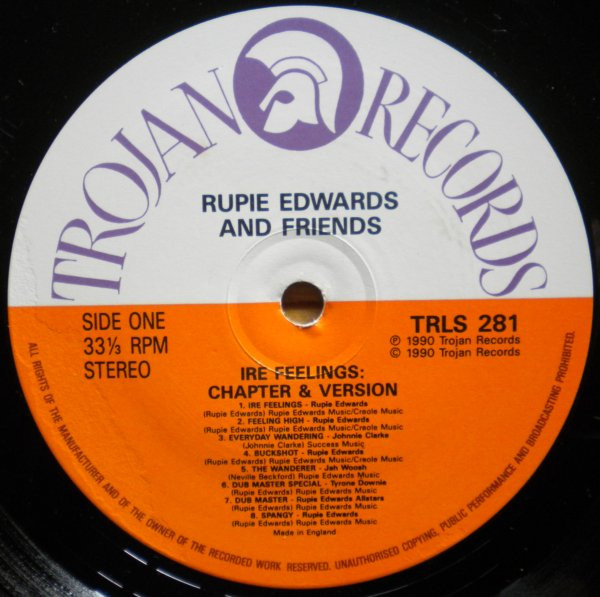 TROJAN RECORDS
RUPIE EDWARDS
AND FRIENDS
SIDE ONE
33⅓ RPM
STEREO
TRLS 281
Ⓟ 1990 Trojan Records
© 1990 Trojan Records
IRE FEELINGS:
CHAPTER & VERSION
1. IRE FEELINGS - Rupie Edwards
(Rupie Edwards) Rupie Edwards Music/Creole Music
2. FEELING HIGH - Rupie Edwards
(Rupie Edwards) Rupie Edwards Music/Creole Music
3. EVERYDAY WANDERING - Johnnie Clarke
(Johnnie Clarke) Success Music
4. BUCKSHOT - Rupie Edwards
(Rupie Edwards) Rupie Edwards Music/Creole Music
5. THE WANDERER - Jah Woosh
(Neville Beckford) Rupie Edwards Music
6. DUB MASTER SPECIAL - Tyrone Downie
(Rupie Edwards) Rupie Edwards Music
7. DUB MASTER - Rupie Edwards Allstars
(Rupie Edwards) Rupie Edwards Music
8. SPANGY - Rupie Edwards
(Rupie Edwards) Rupie Edwards Music
Made in England
ALL RIGHTS OF THE MANUFACTURER AND OF THE OWNER OF THE RECORDED WORK RESERVED. UNAUTHORISED COPYING, PUBLIC PERFORMANCE AND BROADCASTING PROHIBITED.